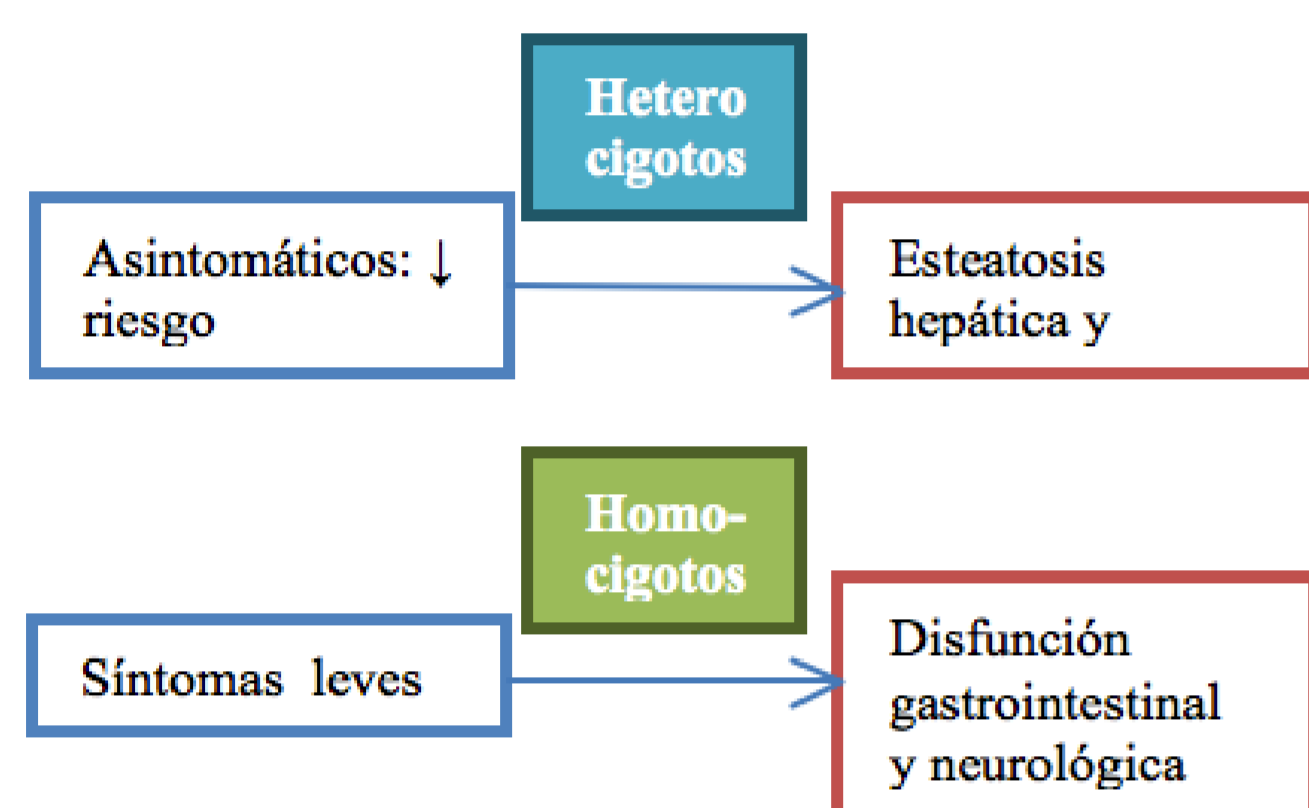 Hetero
cigotos
Asintomáticos: ↓
riesgo
Esteatosis
hepática y
Homo-
cigotos
Síntomas leves
Disfunción
gastrointestinal
y neurológica